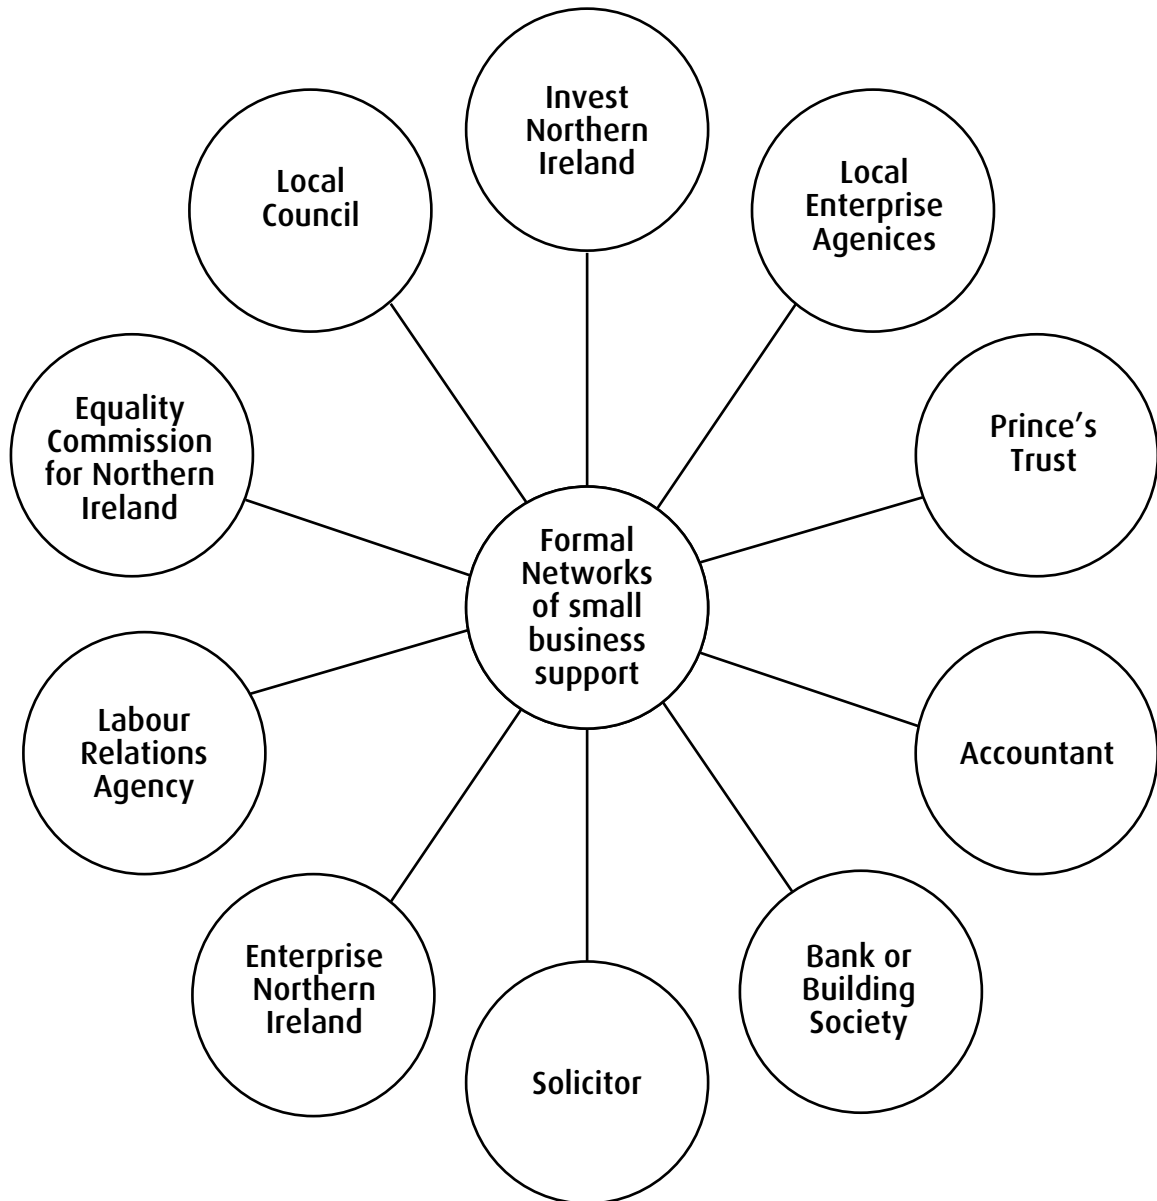 Invest
Northern
Ireland
Local
Enterprise
Agenices
Prince’s
Trust
Accountant
Bank or
Building
Society
Solicitor
Enterprise
Northern
Ireland
Labour
Relations
Agency
Equality
Commission
for Northern
Ireland
Local
Council
Formal
Networks
of small
business
support